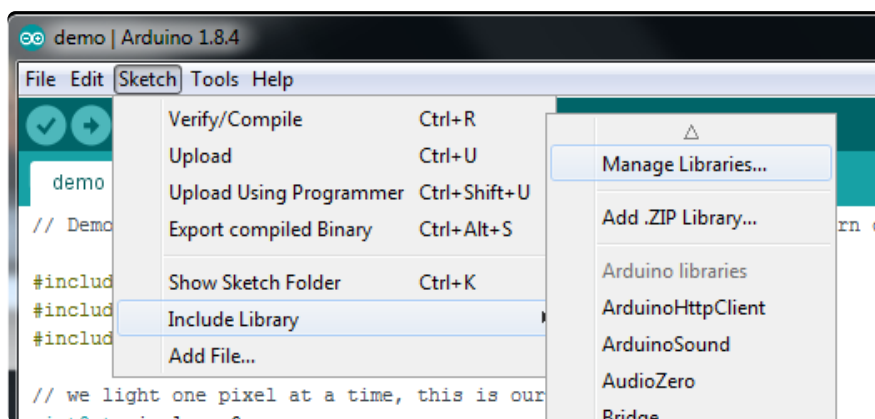 demo | Arduino 1.8.4
File Edit Sketch Tools Help
Verify/Compile Ctrl+R
Upload Ctrl+U
Upload Using Programmer Ctrl+Shift+U
Export compiled Binary Ctrl+Alt+S
Show Sketch Folder Ctrl+K
Include Library
Add File...
Manage Libraries...
Add .ZIP Library...
Arduino libraries
ArduinoHttpClient
ArduinoSound
AudioZero
Bridge
demo
// Demo
#includ
#includ
#includ
// we light one pixel at a time, this is our